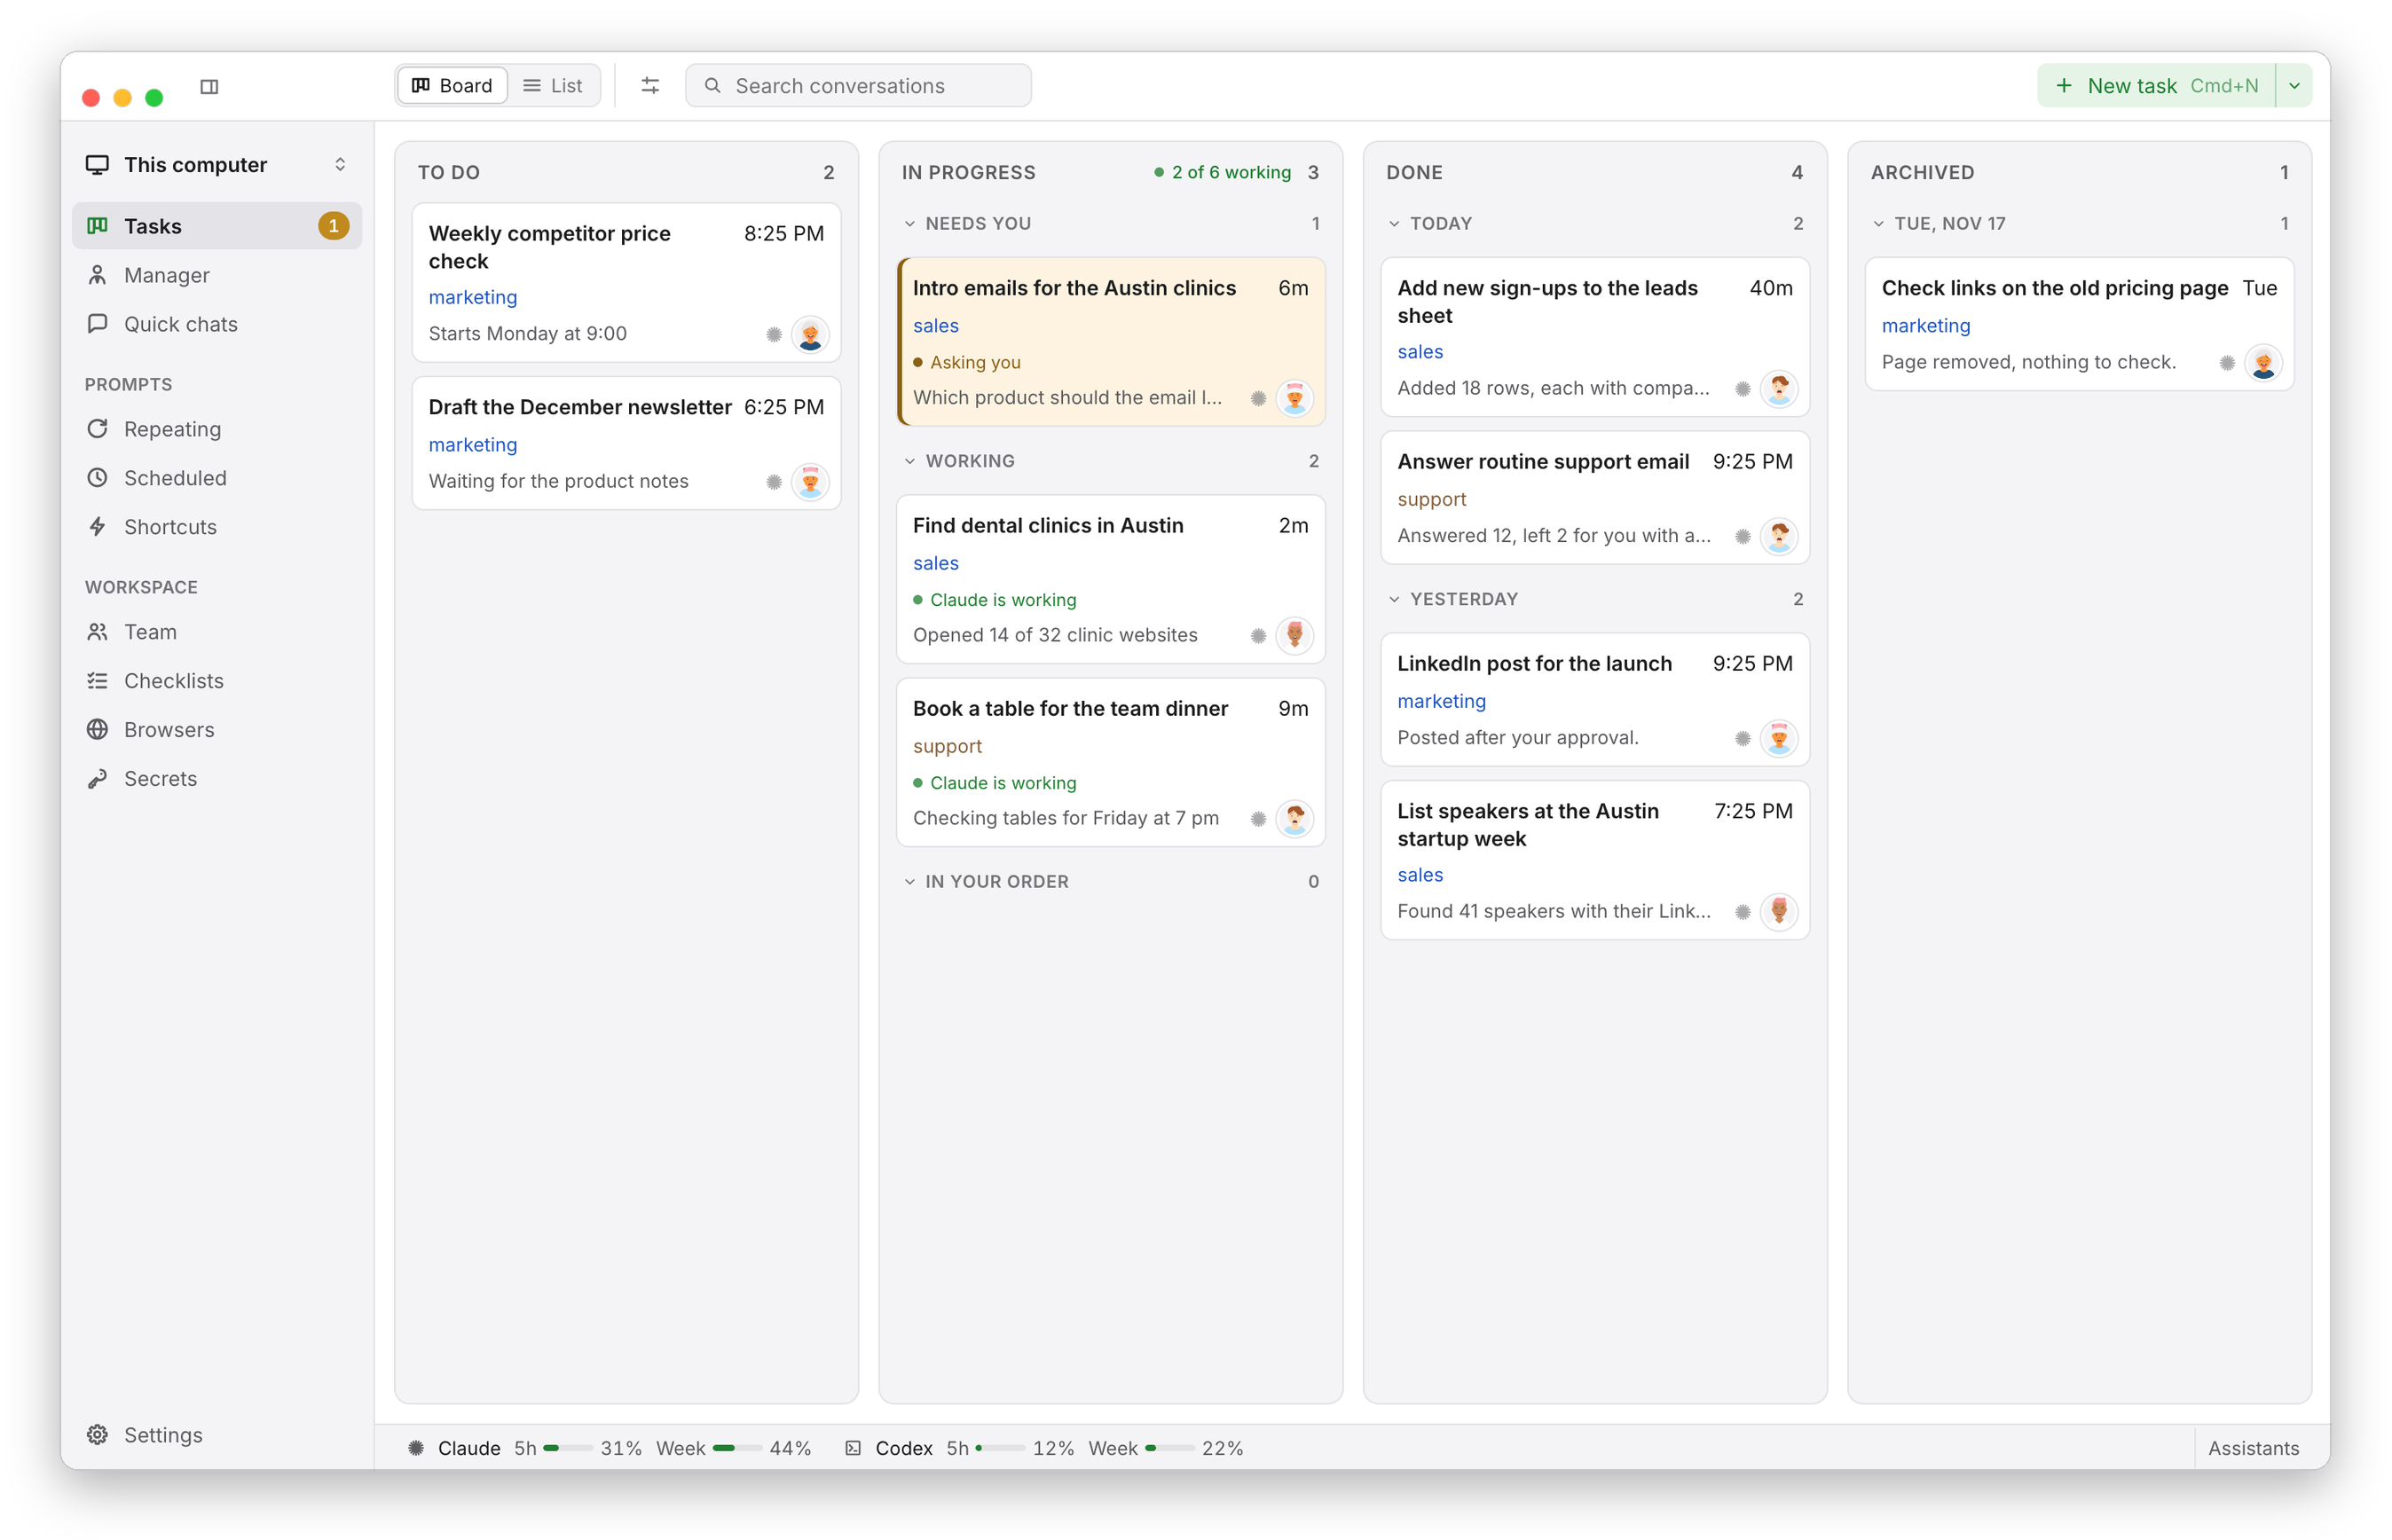 Board
List
Search conversations
New task Cmd+N
This computer
Tasks 1
Manager
Quick chats
PROMPTS
Repeating
Scheduled
Shortcuts
WORKSPACE
Team
Checklists
Browsers
Secrets
Settings
TO DO 2
Weekly competitor price 8:25 PM
check
marketing
Starts Monday at 9:00
Draft the December newsletter 6:25 PM
marketing
Waiting for the product notes
IN PROGRESS 2 of 6 working 3
NEEDS YOU 1
Intro emails for the Austin clinics 6m
sales
Asking you
Which product should the email l...
WORKING 2
Find dental clinics in Austin 2m
sales
Claude is working
Opened 14 of 32 clinic websites
Book a table for the team dinner 9m
support
Claude is working
Checking tables for Friday at 7 pm
IN YOUR ORDER 0
DONE 4
TODAY 2
Add new sign-ups to the leads 40m
sheet
sales
Added 18 rows, each with compa...
Answer routine support email 9:25 PM
support
Answered 12, left 2 for you with a...
YESTERDAY 2
LinkedIn post for the launch 9:25 PM
marketing
Posted after your approval.
List speakers at the Austin 7:25 PM
startup week
sales
Found 41 speakers with their Link...
ARCHIVED 1
TUE, NOV 17 1
Check links on the old pricing page Tue
marketing
Page removed, nothing to check.
Claude 5h 31% Week 44% Codex 5h 12% Week 22%
Assistants